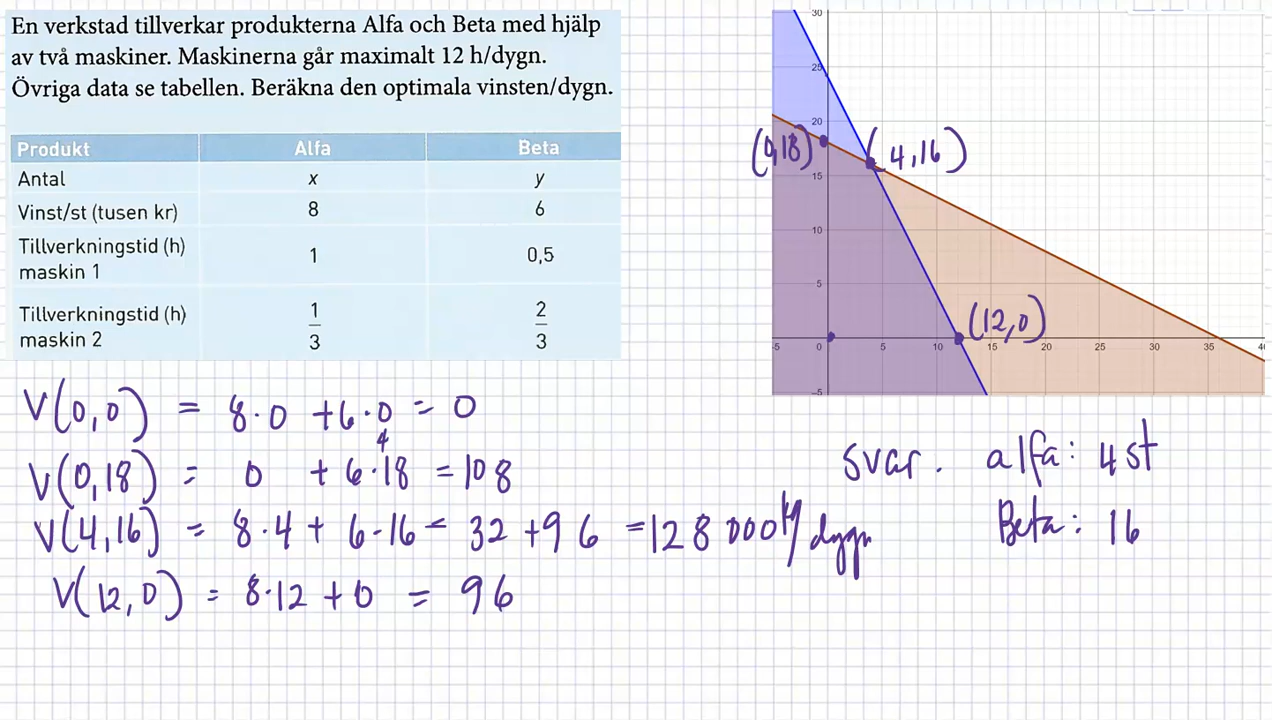 En verkstad tillverkar produkterna Alfa och Beta med hjälp
av två maskiner. Maskinerna går maximalt 12 h/dygn.
Övriga data se tabellen. Beräkna den optimala vinsten/dygn.
Produkt Alfa Beta
Antal x y
Vinst/st (tusen kr) 8 6
Tillverkningstid (h)
maskin 1 1 0,5
Tillverkningstid (h)
maskin 2 1/3 2/3
30
25
20
(0,18) (4,16)
15
10
5
(12,0)
-5 0 5 10 15 20 25 30 35 40
-5
V(0,0) = 8·0 + 6·0 = 0
V(0,18) = 0 + 6·18 = 108
V(4,16) = 8·4 + 6·16 = 32 + 96 = 128 000 kr/dygn
V(12,0) = 8·12 + 0 = 96
svar. alfa: 4 st
Beta: 16